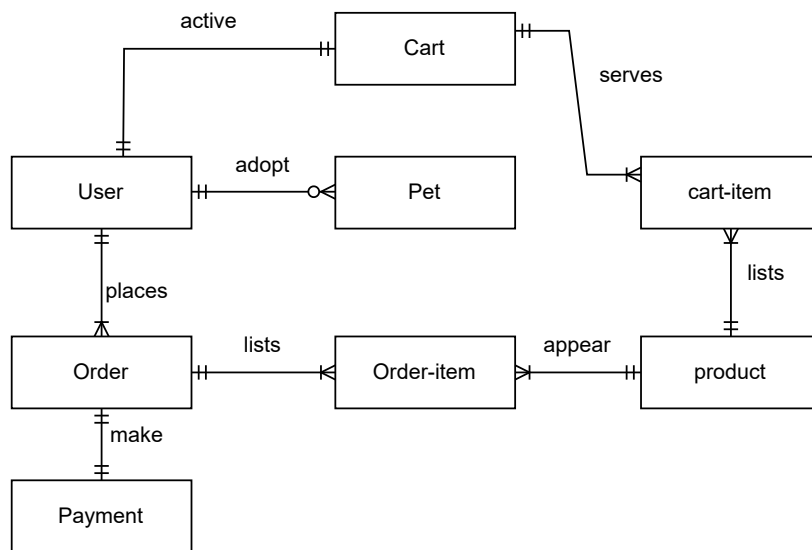 active
Cart
serves
User
adopt
Pet
cart-item
places
lists
Order
lists
Order-item
appear
product
make
Payment